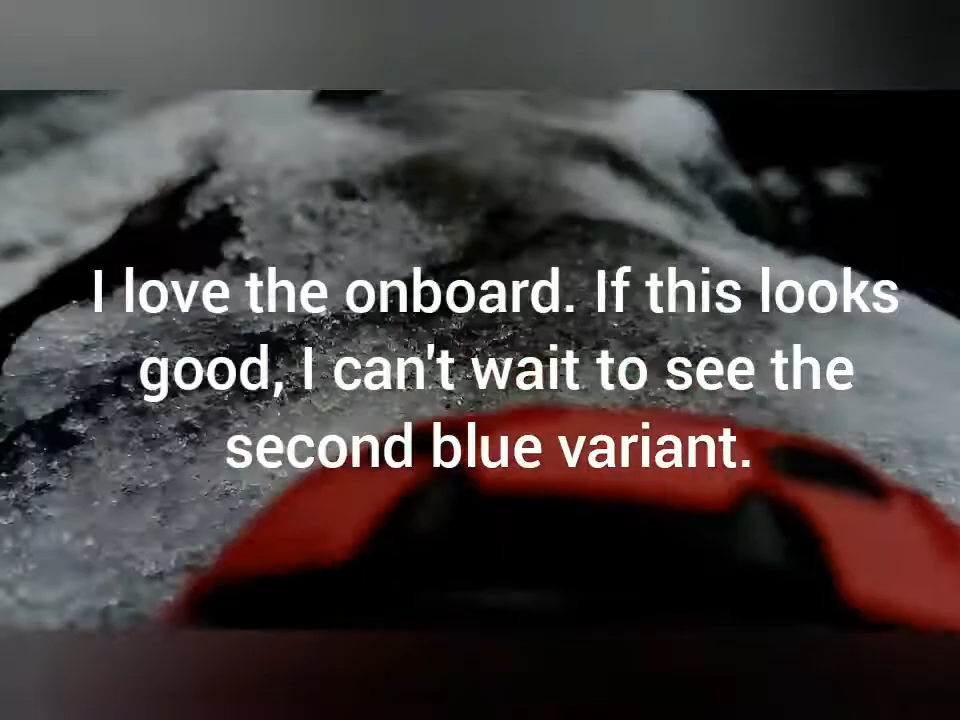 I love the onboard. If this looks
good, I can't wait to see the
second blue variant.